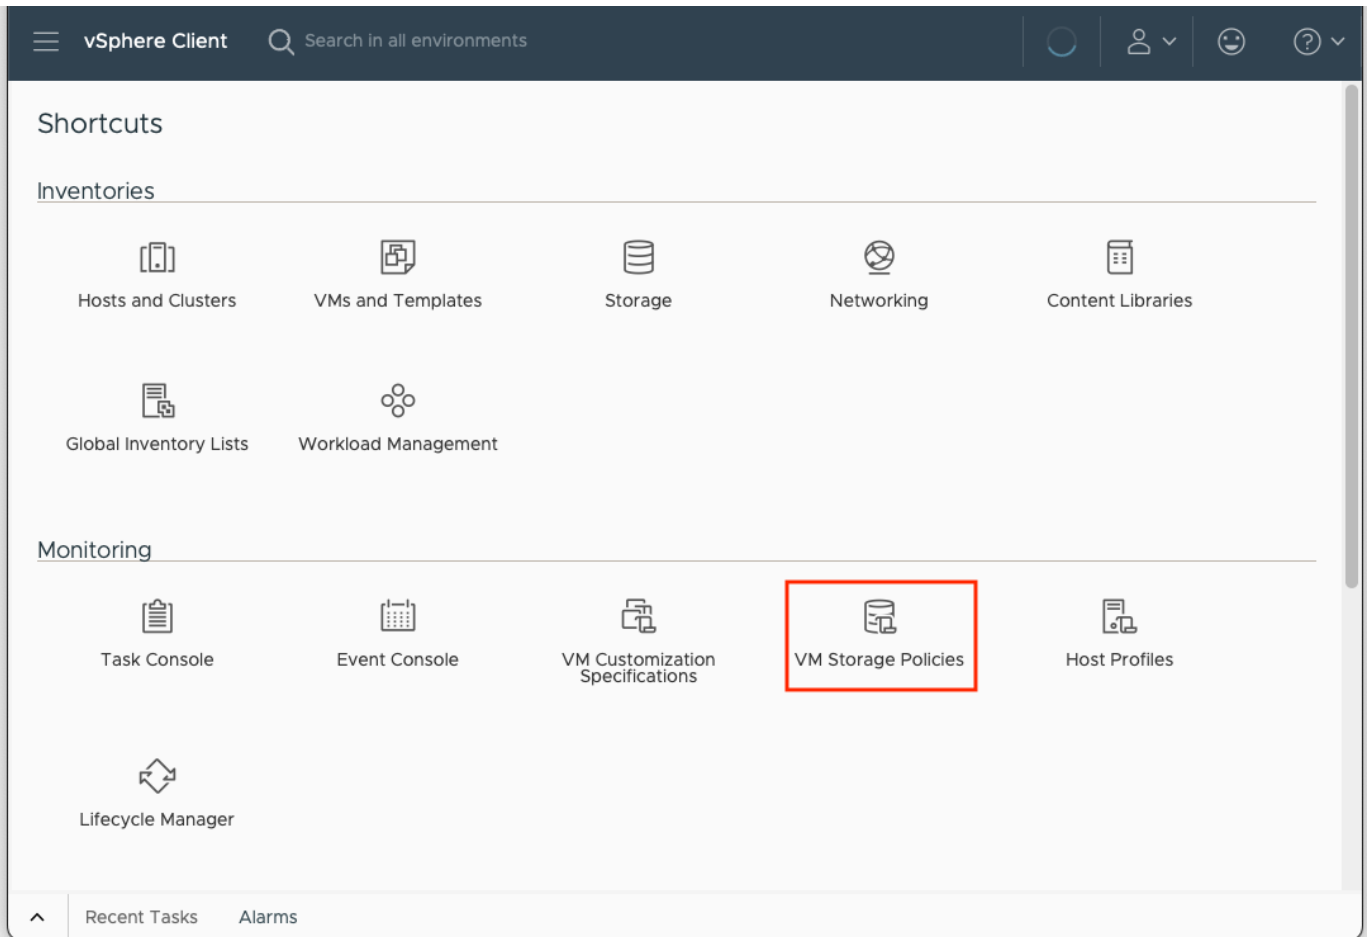 vSphere Client
Search in all environments
Shortcuts
Inventories
Hosts and Clusters
VMs and Templates
Storage
Networking
Content Libraries
Global Inventory Lists
Workload Management
Monitoring
Task Console
Event Console
VM Customization
Specifications
VM Storage Policies
Host Profiles
Lifecycle Manager
Recent Tasks
Alarms